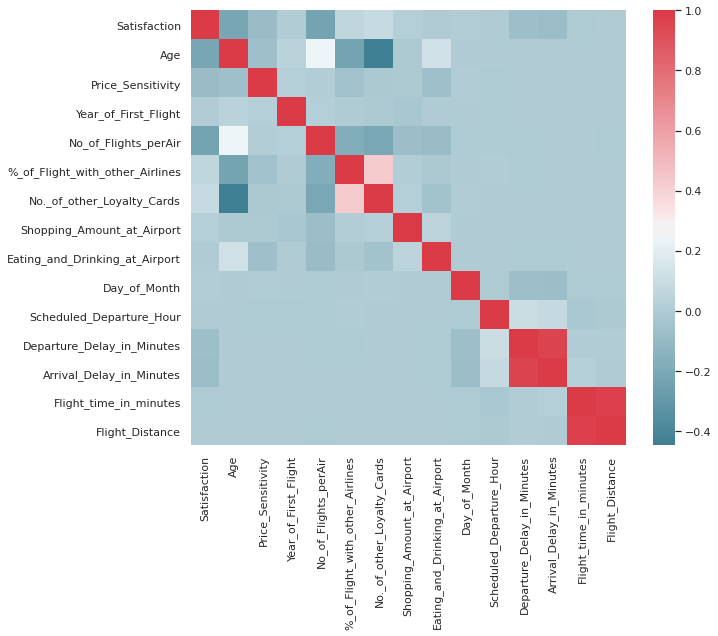 Satisfaction
Age
Price_Sensitivity
Year_of_First_Flight
No_of_Flights_perAir
%_of_Flight_with_other_Airlines
No._of_other_Loyalty_Cards
Shopping_Amount_at_Airport
Eating_and_Drinking_at_Airport
Day_of_Month
Scheduled_Departure_Hour
Departure_Delay_in_Minutes
Arrival_Delay_in_Minutes
Flight_time_in_minutes
Flight_Distance
Satisfaction
Age
Price_Sensitivity
Year_of_First_Flight
No_of_Flights_perAir
%_of_Flight_with_other_Airlines
No._of_other_Loyalty_Cards
Shopping_Amount_at_Airport
Eating_and_Drinking_at_Airport
Day_of_Month
Scheduled_Departure_Hour
Departure_Delay_in_Minutes
Arrival_Delay_in_Minutes
Flight_time_in_minutes
Flight_Distance
1.0
0.8
0.6
0.4
0.2
0.0
−0.2
−0.4